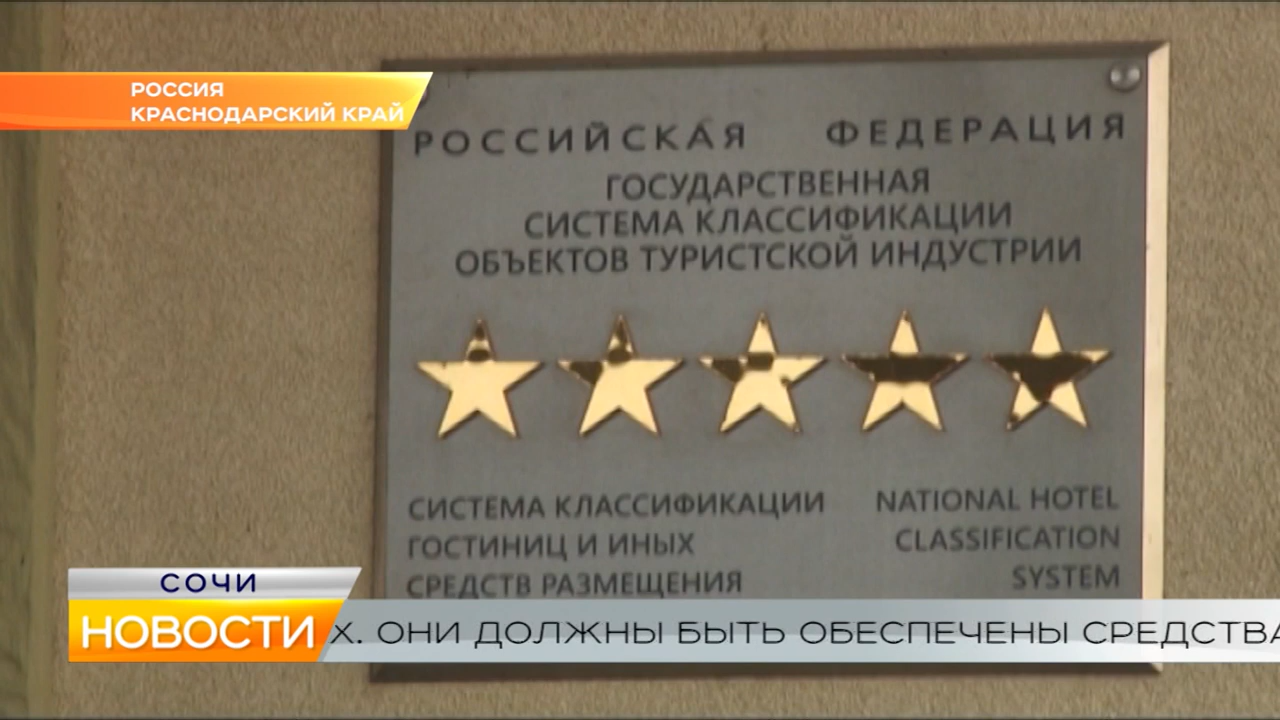 РОССИЯ
КРАСНОДАРСКИЙ КРАЙ
РОССИЙСКАЯ ФЕДЕРАЦИЯ
ГОСУДАРСТВЕННАЯ
СИСТЕМА КЛАССИФИКАЦИИ
ОБЪЕКТОВ ТУРИСТСКОЙ ИНДУСТРИИ
СИСТЕМА КЛАССИФИКАЦИИ
ГОСТИНИЦ И ИНЫХ
СРЕДСТВ РАЗМЕЩЕНИЯ
NATIONAL HOTEL
CLASSIFICATION
SYSTEM
СОЧИ
НОВОСТИ
Х. ОНИ ДОЛЖНЫ БЫТЬ ОБЕСПЕЧЕНЫ СРЕДСТВА